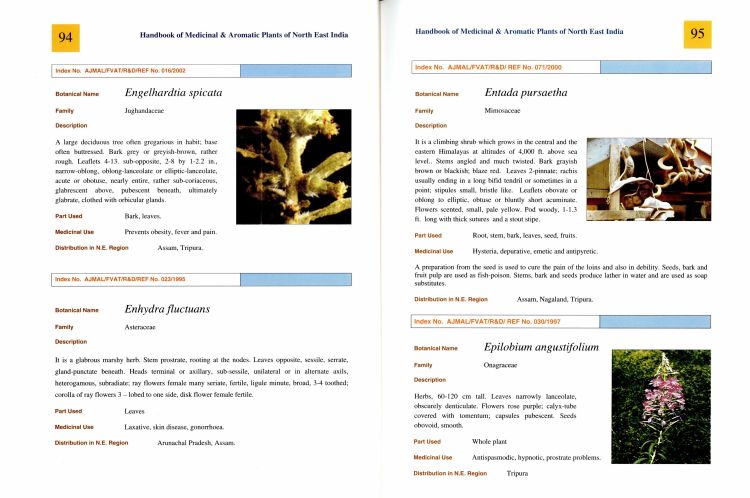 94
Handbook of Medicinal & Aromatic Plants of North East India
Index No. AJMAL/FVAT/R&D/REF No. 016/2002
Botanical Name Engelhardtia spicata
Family Jughandaceae
Description
A large deciduous tree often gregarious in habit; base
often buttressed. Bark grey or greyish-brown, rather
rough. Leaflets 4-13. sub-opposite, 2-8 by 1-2.2 in.,
narrow-oblong, oblong-lanceolate or elliptic-lanceolate,
acute or obotuse, nearly entire, rather sub-coriaceous,
glabrescent above, pubescent beneath, ultimately
glabrate, clothed with orbicular glands.
Part Used Bark, leaves.
Medicinal Use Prevents obesity, fever and pain.
Distribution in N.E. Region Assam, Tripura.
Index No. AJMAL/FVAT/R&D/REF No. 023/1995
Botanical Name Enhydra fluctuans
Family Asteraceae
Description
It is a glabrous marshy herb. Stem prostrate, rooting at the nodes. Leaves opposite, sessile, serrate,
gland-punctate beneath. Heads terminal or axillary, sub-sessile, unilateral or in alternate axils,
heterogamous, subradiate; ray flowers female many seriate, fertile, ligule minute, broad, 3-4 toothed;
corolla of ray flowers 3 – lobed to one side, disk flower female fertile.
Part Used Leaves
Medicinal Use Laxative, skin disease, gonorrhoea.
Distribution in N.E. Region Arunachal Pradesh, Assam.
Handbook of Medicinal & Aromatic Plants of North East India
95
Index No. AJMAL/FVAT/R&D/ REF No. 071/2000
Botanical Name Entada pursaetha
Family Mimosaceae
Description
It is a climbing shrub which grows in the central and the
eastern Himalayas at altitudes of 4,000 ft. above sea
level.. Stems angled and much twisted. Bark grayish
brown or blackish; blaze red. Leaves 2-pinnate; rachis
usually ending in a long bifid tendril or sometimes in a
point; stipules small, bristle like. Leaflets obovate or
oblong to elliptic, obtuse or bluntly short acuminate.
Flowers scented, small, pale yellow. Pod woody, 1-1.3
ft. long with thick sutures and a stout stipe.
Part Used Root, stem, bark, leaves, seed, fruits.
Medicinal Use Hysteria, depurative, emetic and antipyretic.
A preparation from the seed is used to cure the pain of the loins and also in debility. Seeds, bark and
fruit pulp are used as fish-poison. Stems, bark and seeds produce lather in water and are used as soap
substitutes.
Distribution in N.E. Region Assam, Nagaland, Tripura.
Index No. AJMAL/FVAT/R&D/ REF No. 030/1997
Botanical Name Epilobium angustifolium
Family Onagraceae
Description
Herbs, 60-120 cm tall. Leaves narrowly lanceolate,
obscurely denticulate. Flowers rose purple; calyx-tube
covered with tomentum; capsules pubescent. Seeds
obovoid, smooth.
Part Used Whole plant
Medicinal Use Antispasmodic, hypnotic, prostrate problems.
Distribution in N.E. Region Tripura